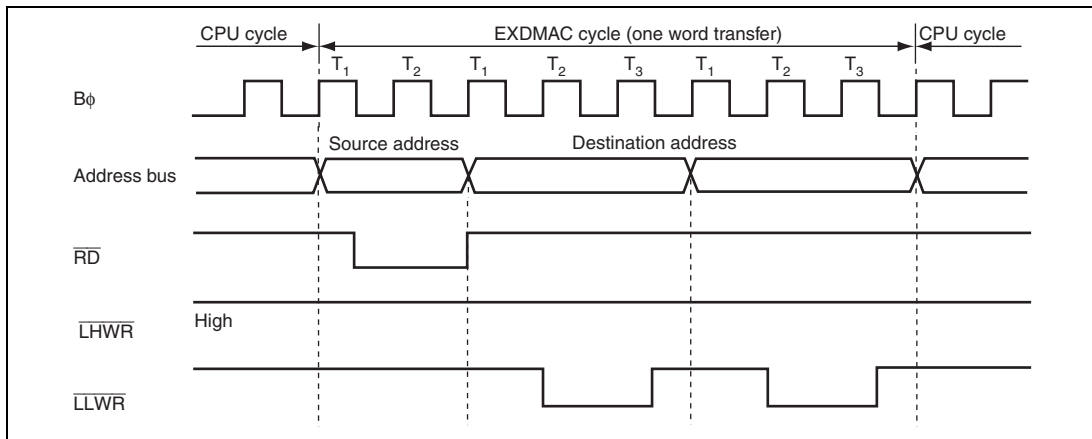 CPU cycle EXDMAC cycle (one word transfer) CPU cycle
T1 T2 T1 T2 T3 T1 T2 T3
Bϕ
Source address Destination address
Address bus
RD
High
LHWR
LLWR